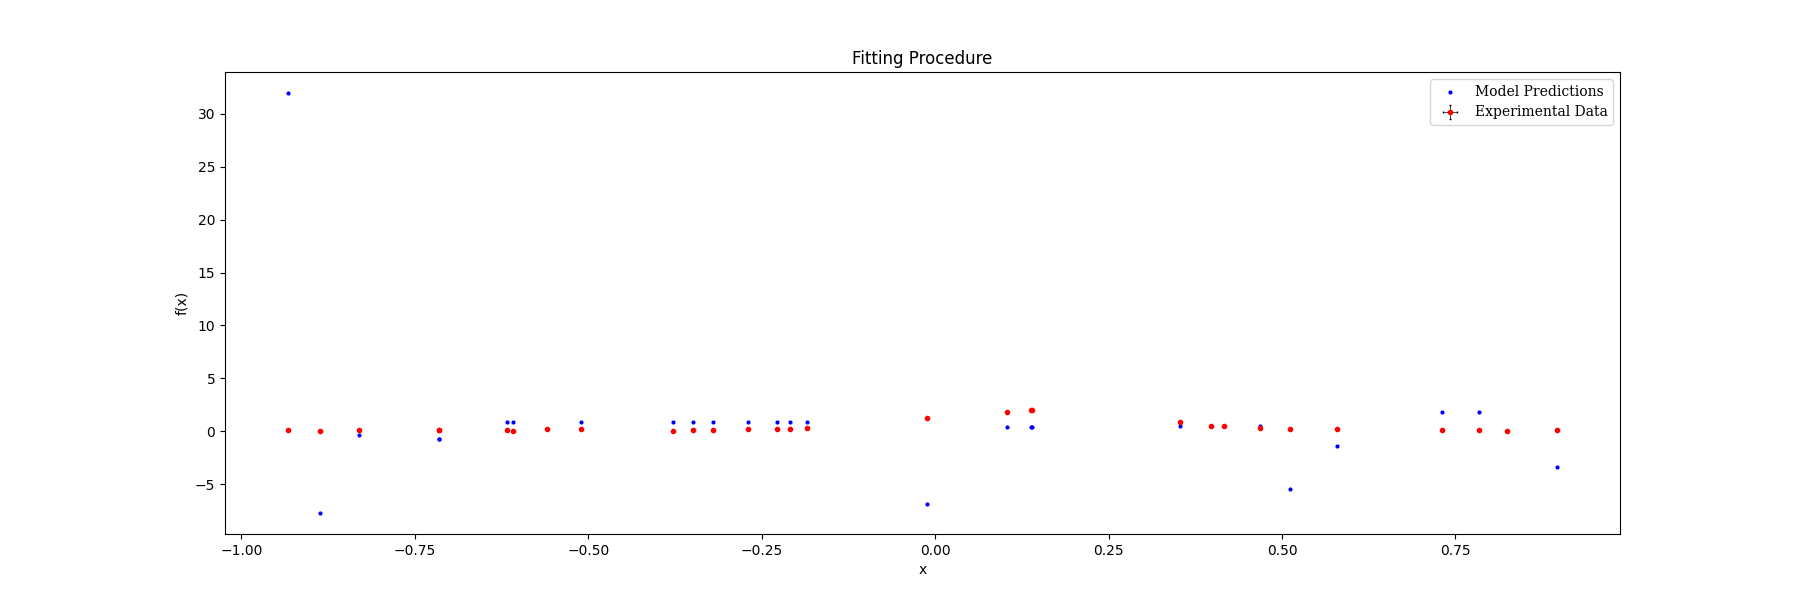 Fitting Procedure
Model Predictions
Experimental Data
30
25
20
15
10
5
0
−5
f(x)
−1.00 −0.75 −0.50 −0.25 0.00 0.25 0.50 0.75
x